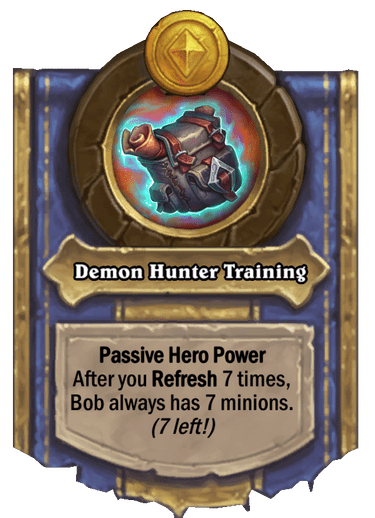 Demon Hunter Training
Passive Hero Power
After you Refresh 7 times,
Bob always has 7 minions.
(7 left!)